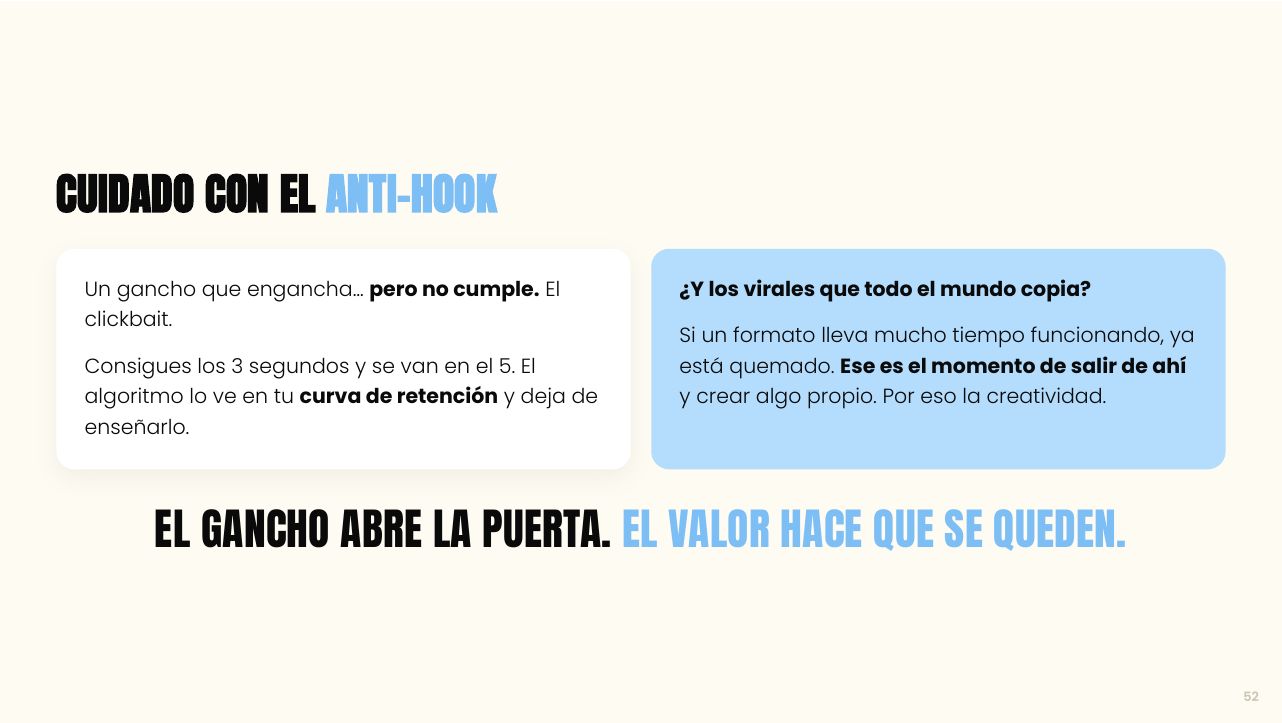 CUIDADO CON EL ANTI-HOOK
Un gancho que engancha... pero no cumple. El
clickbait.
Consigues los 3 segundos y se van en el 5. El
algoritmo lo ve en tu curva de retención y deja de
enseñarlo.
¿Y los virales que todo el mundo copia?
Si un formato lleva mucho tiempo funcionando, ya
está quemado. Ese es el momento de salir de ahí
y crear algo propio. Por eso la creatividad.
EL GANCHO ABRE LA PUERTA. EL VALOR HACE QUE SE QUEDEN.
52